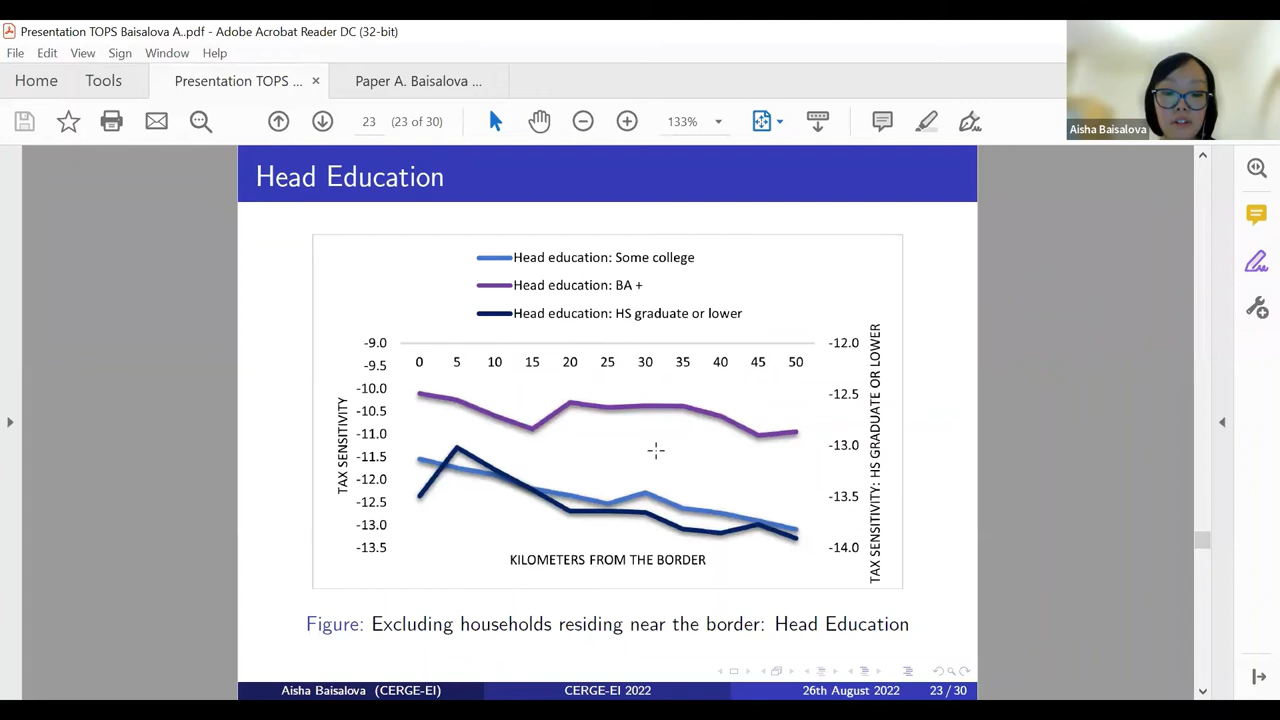 Presentation TOPS Baisalova A..pdf - Adobe Acrobat Reader DC (32-bit)
File Edit View Sign Window Help
Home Tools Presentation TOPS ... × Paper A. Baisalova ...
23 (23 of 30) 133%
Aisha Baisalova
Head Education
Head education: Some college
Head education: BA +
Head education: HS graduate or lower
-9.0
-9.5
-10.0
-10.5
-11.0
-11.5
-12.0
-12.5
-13.0
-13.5
TAX SENSITIVITY
0 5 10 15 20 25 30 35 40 45 50
-12.0
-12.5
-13.0
-13.5
-14.0
TAX SENSITIVITY: HS GRADUATE OR LOWER
KILOMETERS FROM THE BORDER
Figure: Excluding households residing near the border: Head Education
Aisha Baisalova (CERGE-EI) CERGE-EI 2022 26th August 2022 23 / 30